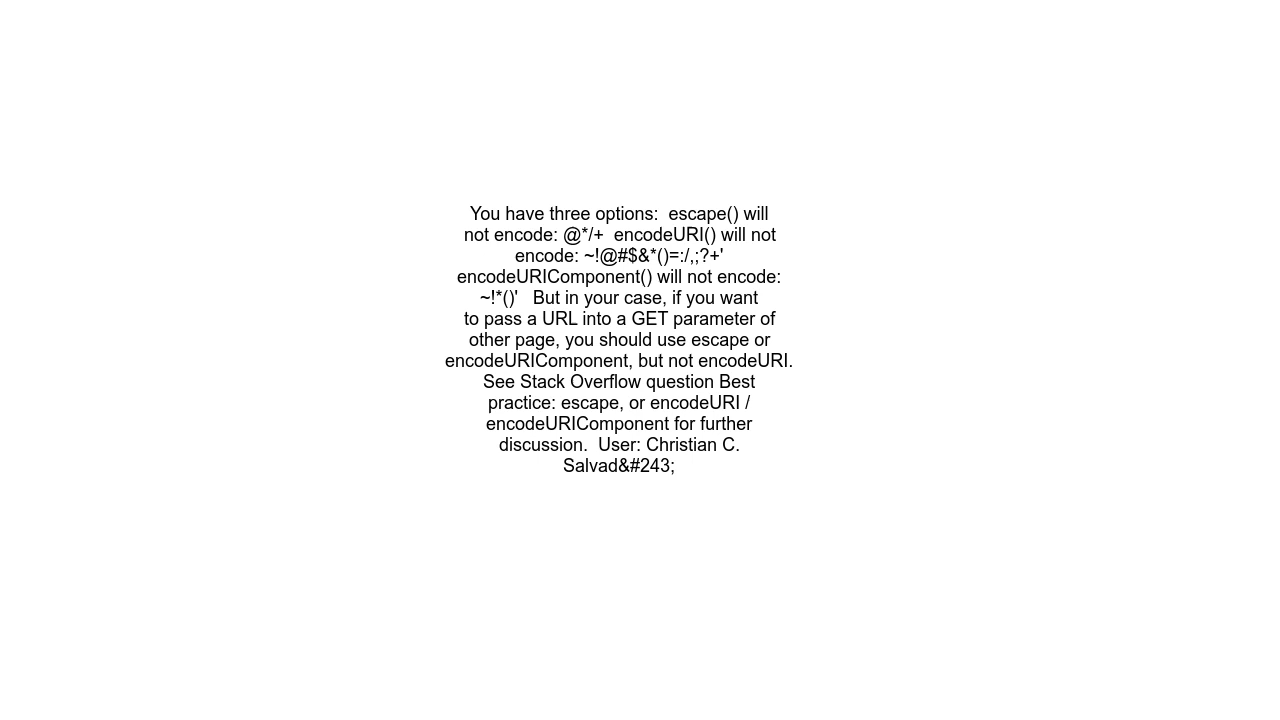 You have three options:  escape() will
not encode: @*/+  encodeURI() will not
encode: ~!@#$&*()=:/,;?+'
encodeURIComponent() will not encode:
~!*()'   But in your case, if you want
to pass a URL into a GET parameter of
other page, you should use escape or
encodeURIComponent, but not encodeURI.
See Stack Overflow question Best
practice: escape, or encodeURI /
encodeURIComponent for further
discussion.  User: Christian C.
Salvad&#243;